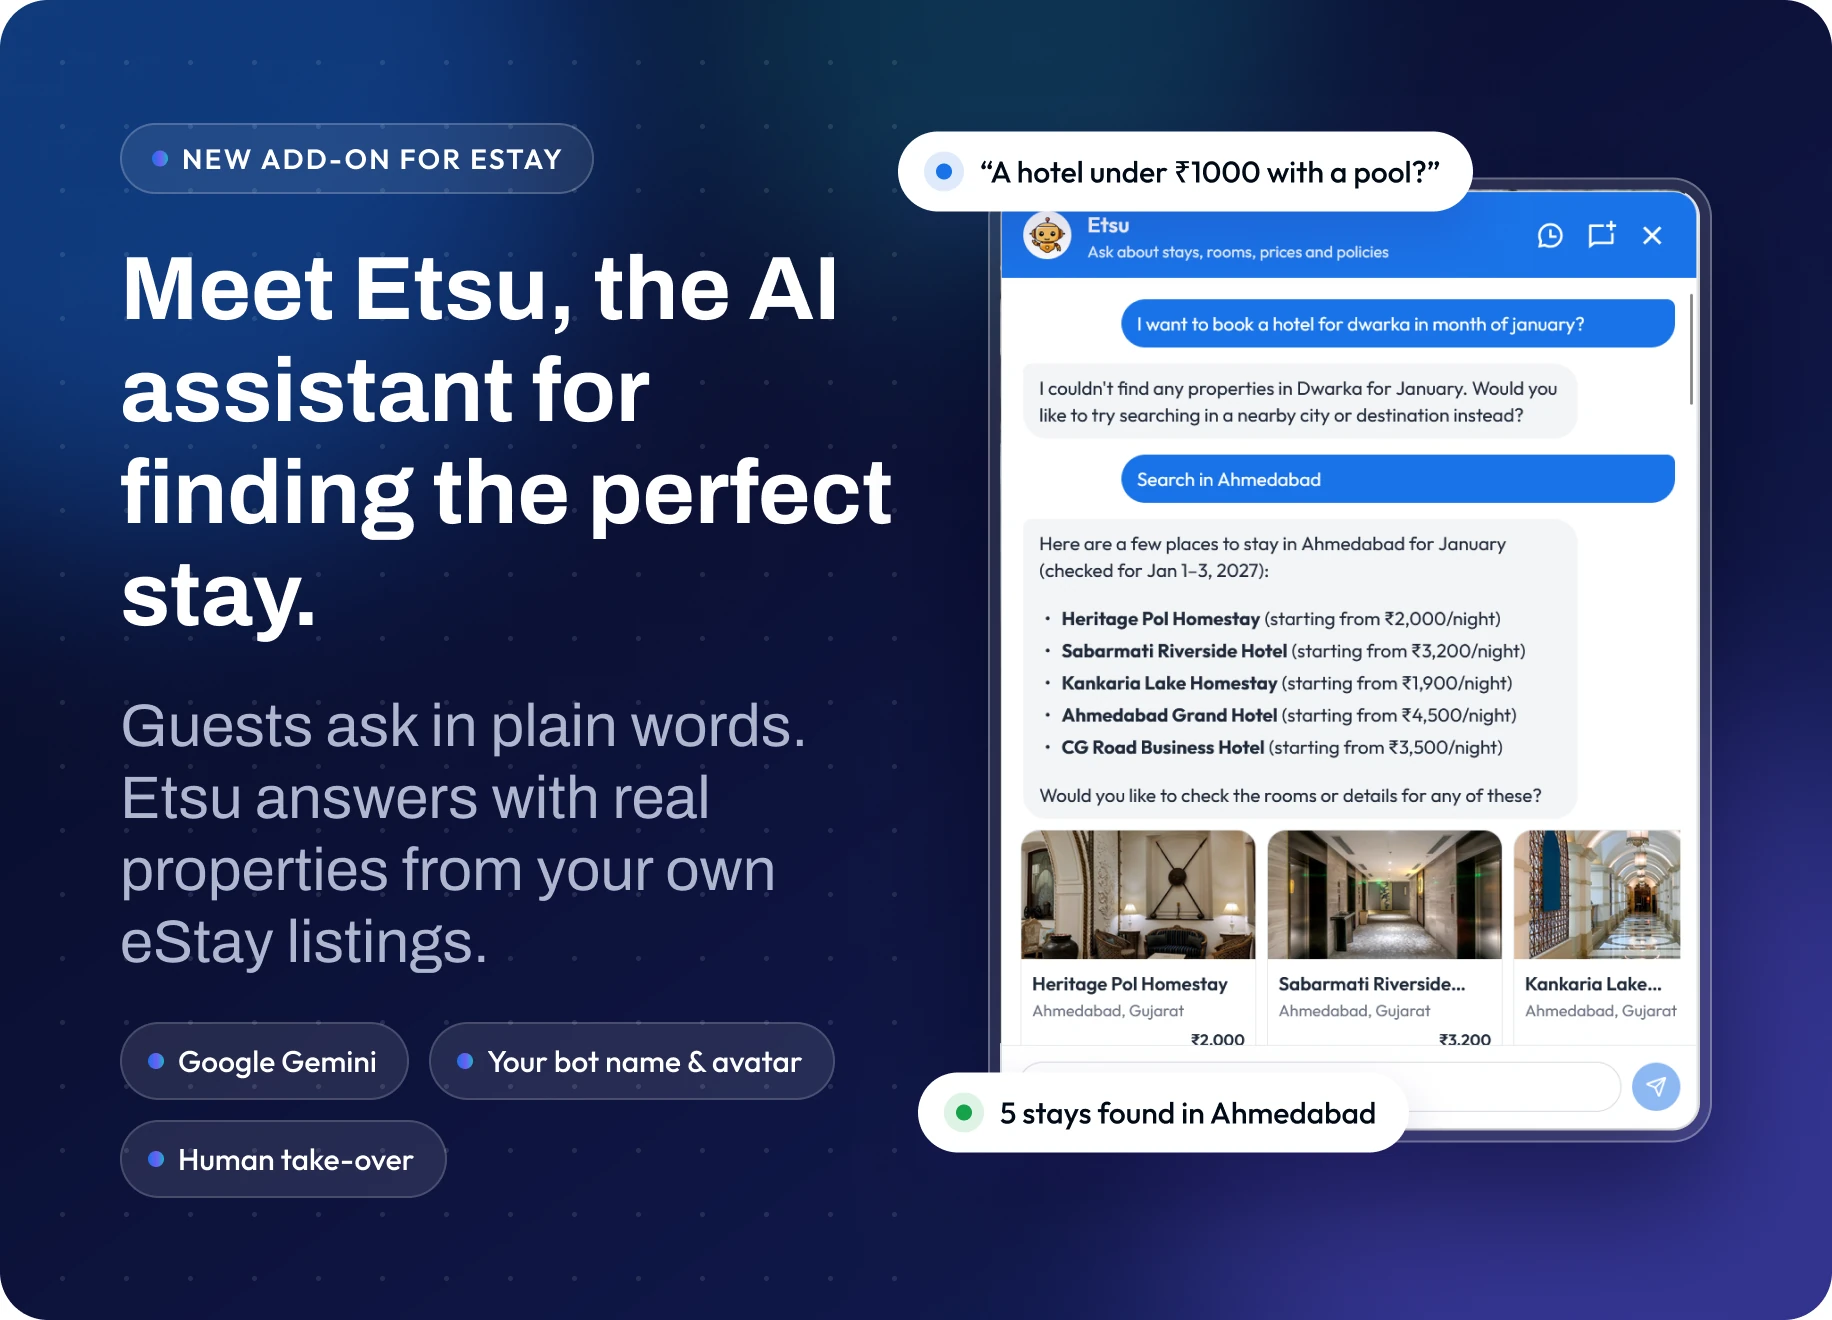 NEW ADD-ON FOR ESTAY
Meet Etsu, the AI
assistant for
finding the perfect
stay.
Guests ask in plain words.
Etsu answers with real
properties from your own
eStay listings.
Google Gemini
Your bot name & avatar
Human take-over
“A hotel under ₹1000 with a pool?”
Etsu
Ask about stays, rooms, prices and policies
I want to book a hotel for dwarka in month of january?
I couldn't find any properties in Dwarka for January. Would you
like to try searching in a nearby city or destination instead?
Search in Ahmedabad
Here are a few places to stay in Ahmedabad for January
(checked for Jan 1–3, 2027):
• Heritage Pol Homestay (starting from ₹2,000/night)
• Sabarmati Riverside Hotel (starting from ₹3,200/night)
• Kankaria Lake Homestay (starting from ₹1,900/night)
• Ahmedabad Grand Hotel (starting from ₹4,500/night)
• CG Road Business Hotel (starting from ₹3,500/night)
Would you like to check the rooms or details for any of these?
Heritage Pol Homestay
Ahmedabad, Gujarat
₹2,000
Sabarmati Riverside...
Ahmedabad, Gujarat
₹3,200
Kankaria Lake...
Ahmedabad, Gujarat
5 stays found in Ahmedabad